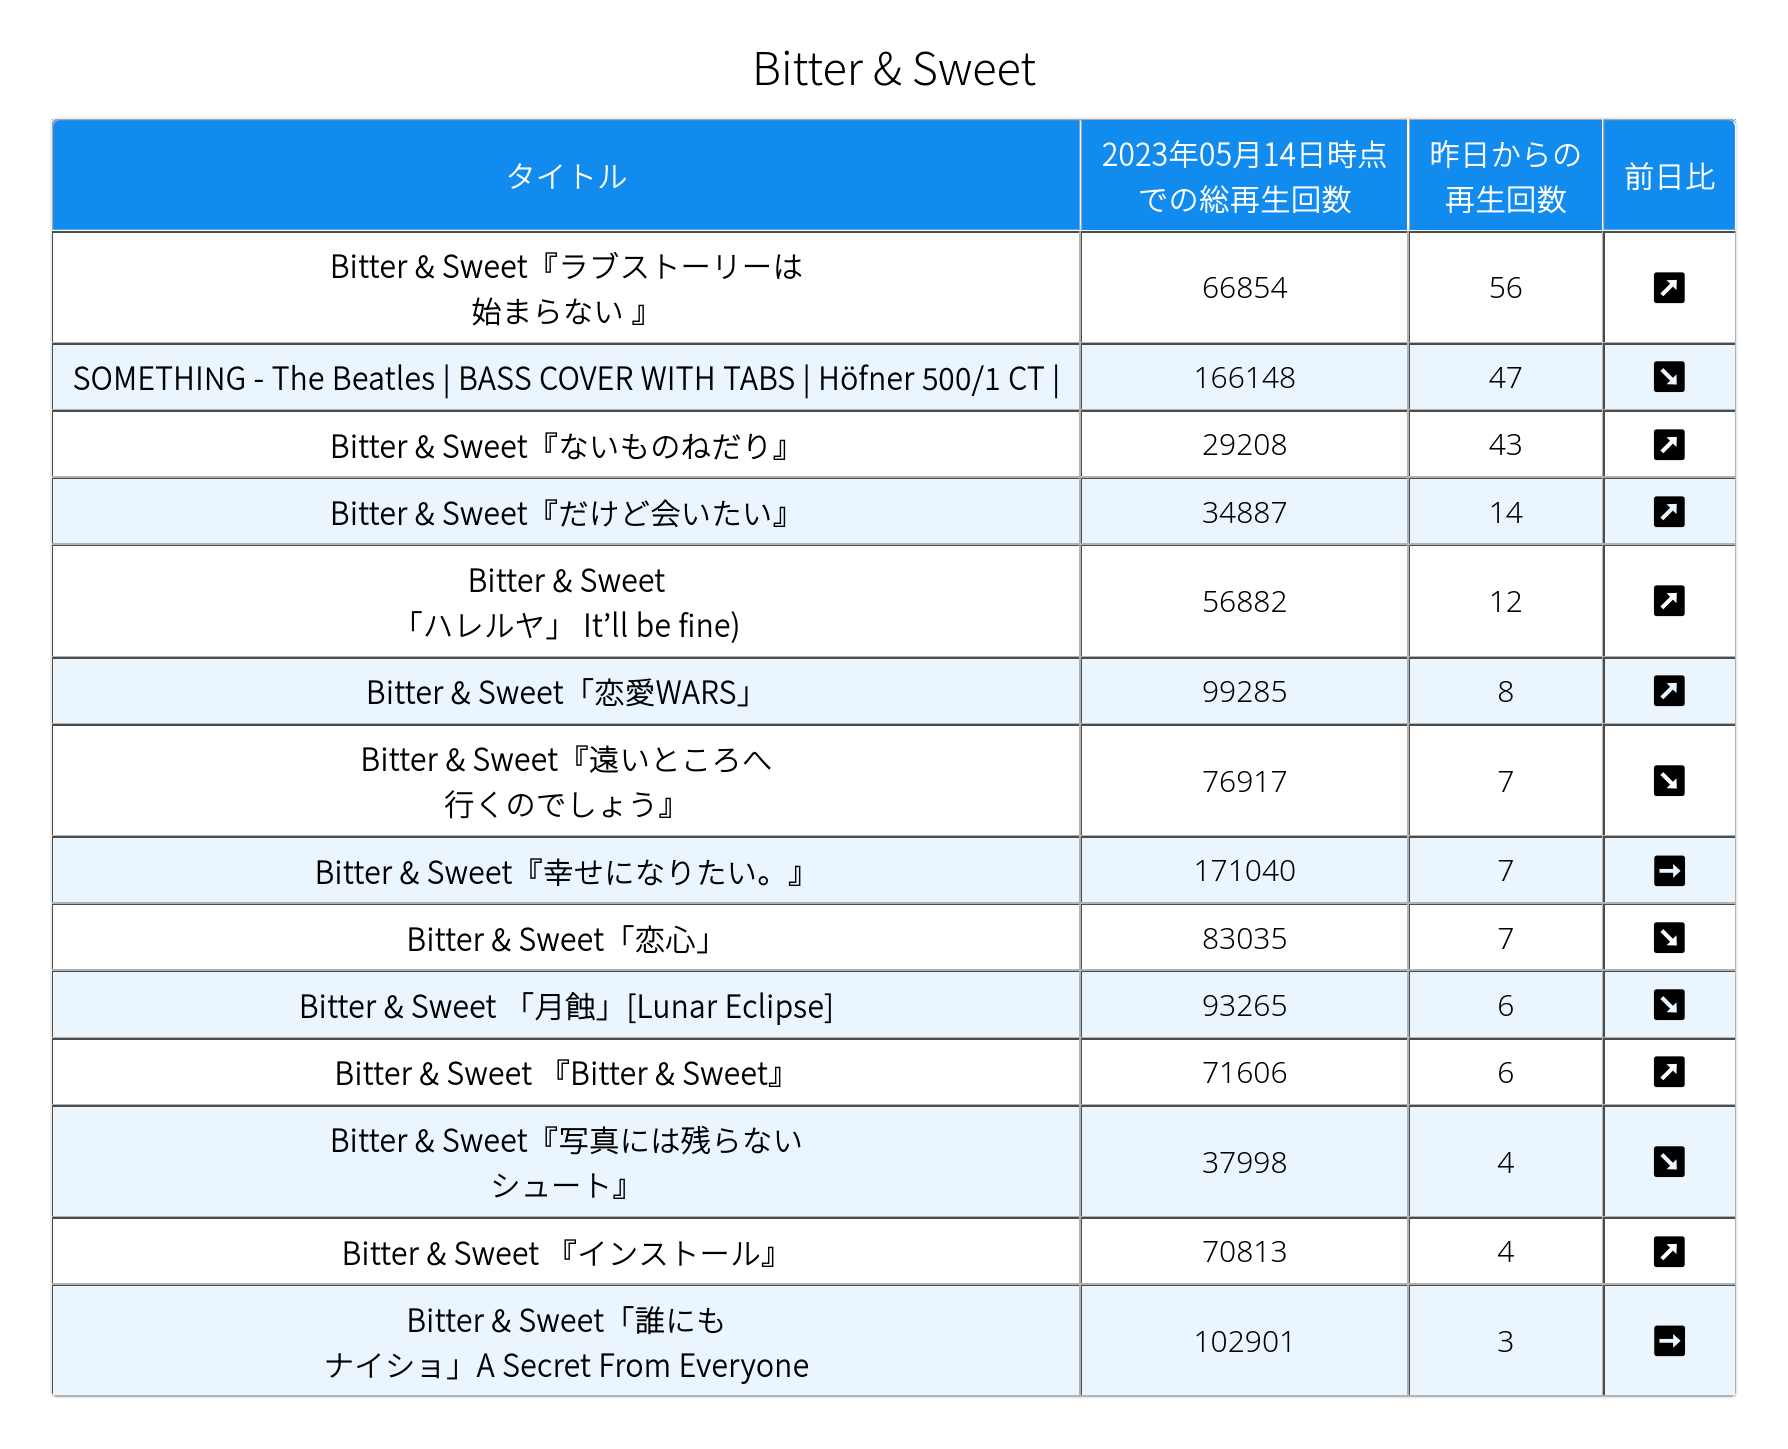 Bitter & Sweet
タイトル
2023年05月14日時点
での総再生回数
昨日からの
再生回数
前日比
Bitter & Sweet『ラブストーリーは
始まらない 』
66854
56
SOMETHING - The Beatles | BASS COVER WITH TABS | Höfner 500/1 CT |
166148
47
Bitter & Sweet『ないものねだり』
29208
43
Bitter & Sweet『だけど会いたい』
34887
14
Bitter & Sweet
「ハレルヤ」 It’ll be fine)
56882
12
Bitter & Sweet「恋愛WARS」
99285
8
Bitter & Sweet『遠いところへ
行くのでしょう』
76917
7
Bitter & Sweet『幸せになりたい。』
171040
7
Bitter & Sweet「恋心」
83035
7
Bitter & Sweet 「月蝕」[Lunar Eclipse]
93265
6
Bitter & Sweet 『Bitter & Sweet』
71606
6
Bitter & Sweet『写真には残らない
シュート』
37998
4
Bitter & Sweet 『インストール』
70813
4
Bitter & Sweet「誰にも
ナイショ」A Secret From Everyone
102901
3